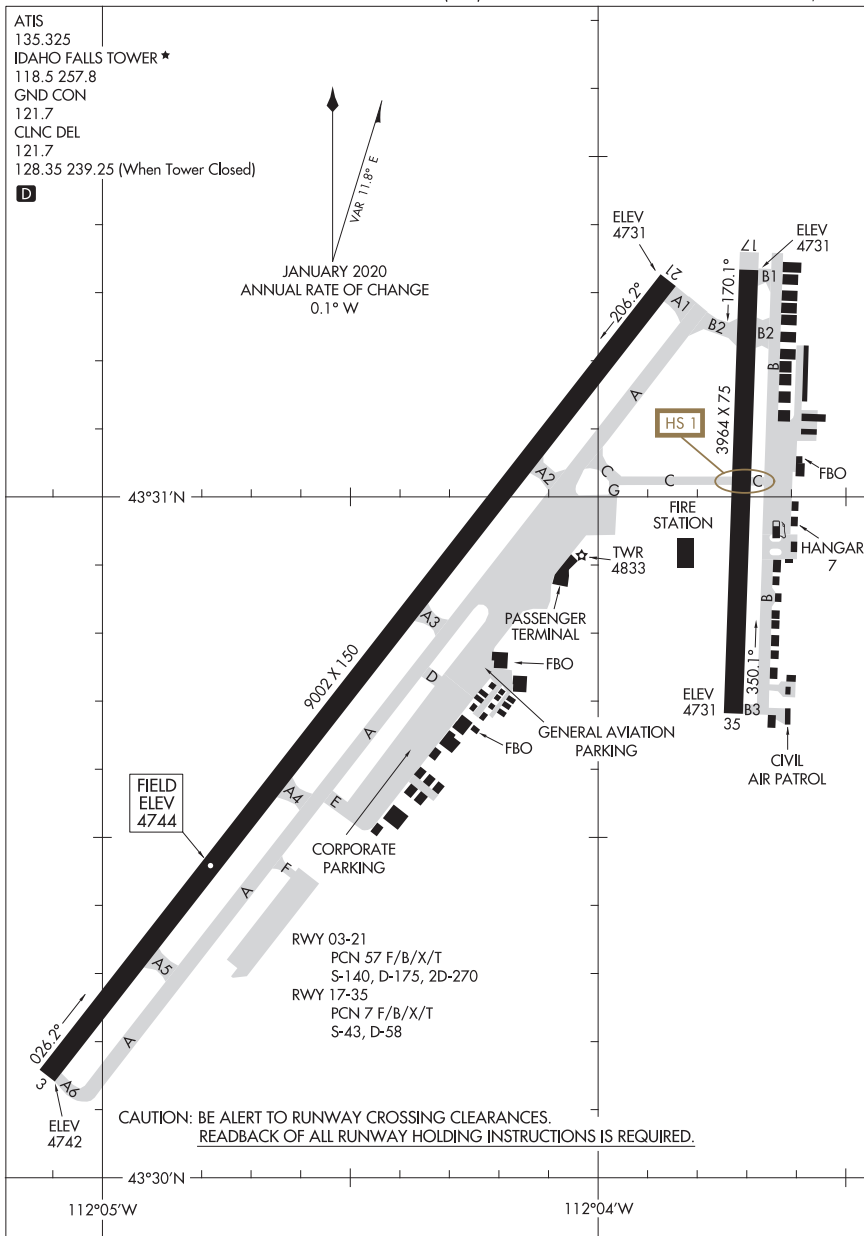 ATIS
135.325
IDAHO FALLS TOWER ★
118.5 257.8
GND CON
121.7
CLNC DEL
121.7
128.35 239.25 (When Tower Closed)
D
VAR 11.8° E
JANUARY 2020
ANNUAL RATE OF CHANGE
0.1° W
ELEV
4731
21
206.2°
A1
B2
17
170.1°
ELEV
4731
B1
B2
B
A
3964 X 75
HS 1
A2
C
G
C
C
FBO
43°31'N
FIRE
STATION
TWR
4833
HANGAR
7
PASSENGER
TERMINAL
A3
B
9002 X 150
FBO
D
350.1°
ELEV
4731
35
B3
A
GENERAL AVIATION
PARKING
FBO
CIVIL
AIR PATROL
FIELD
ELEV
4744
A4
E
CORPORATE
PARKING
F
A
RWY 03-21
PCN 57 F/B/X/T
S-140, D-175, 2D-270
RWY 17-35
PCN 7 F/B/X/T
S-43, D-58
A5
026.2°
A
3
A6
ELEV
4742
CAUTION: BE ALERT TO RUNWAY CROSSING CLEARANCES.
READBACK OF ALL RUNWAY HOLDING INSTRUCTIONS IS REQUIRED.
43°30'N
112°05'W
112°04'W